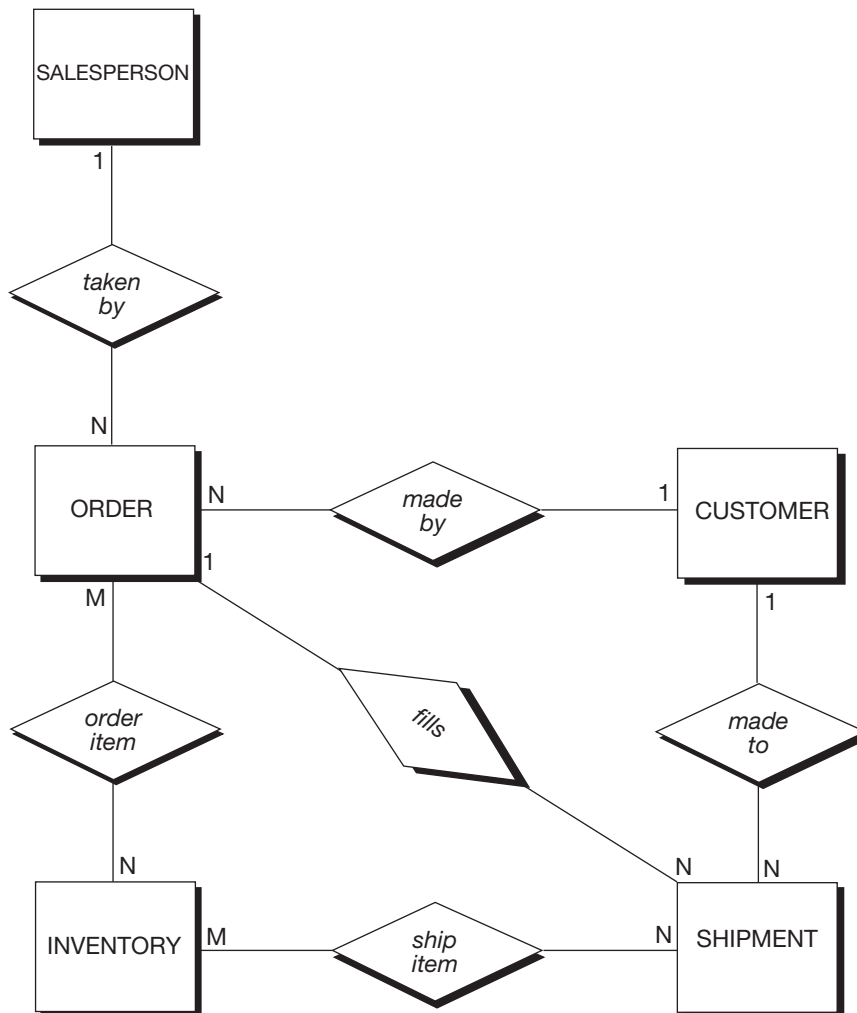 SALESPERSON
1
taken
by
N
ORDER
N
made
by
1
CUSTOMER
1
M
1
order
item
fills
made
to
N
N
N
INVENTORY
M
ship
item
N
SHIPMENT